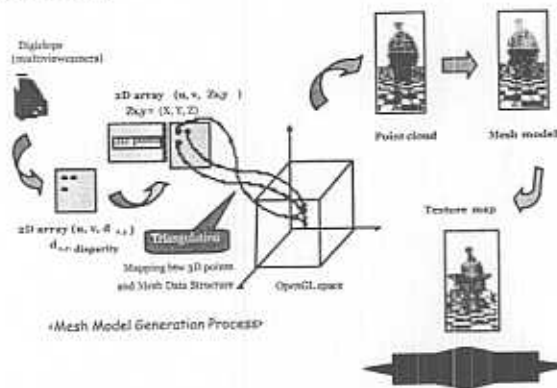 Digiclops
(multiviewcamera)
2D array (u, v, Zx,y )
Zx,y = (X, Y, Z)
2D array (u, v, d x,y )
disparity
Triangulation
Mapping btw 3D points
and Mesh Data Structure
OpenGL space
Point cloud
Mesh model
Texture map
<Mesh Model Generation Process>